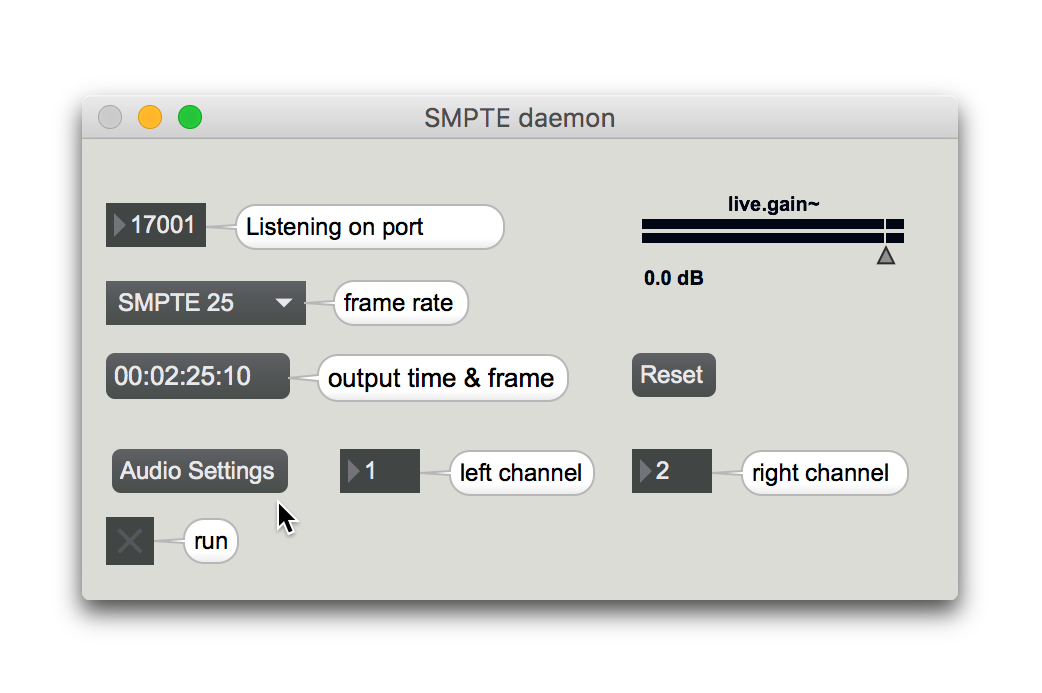 SMPTE daemon
17001 Listening on port
live.gain~
0.0 dB
SMPTE 25 frame rate
00:02:25:10 output time & frame
Reset
Audio Settings
1 left channel
2 right channel
run